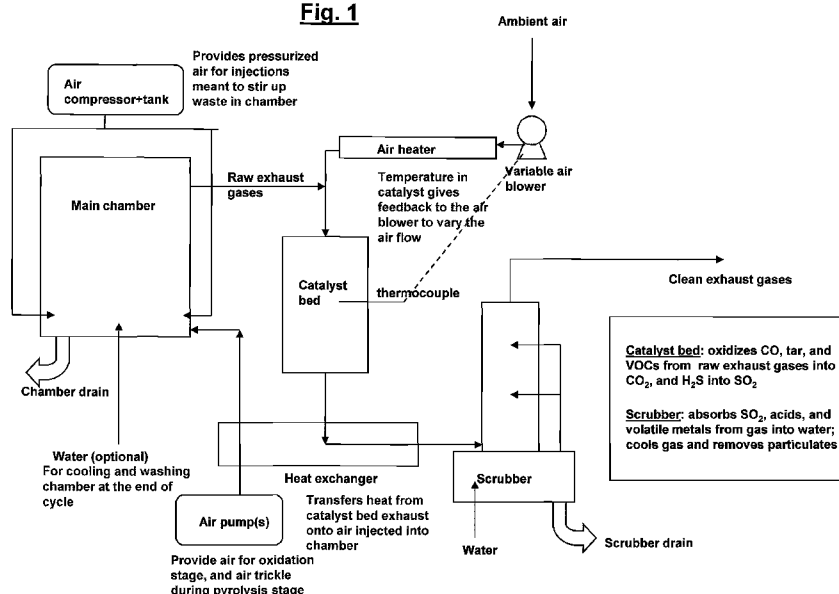 Fig. 1
Ambient air
Provides pressurized
air for injections
meant to stir up
waste in chamber
Air
compressor+tank
Air heater
Variable air
blower
Raw exhaust
gases
Main chamber
Temperature in
catalyst gives
feedback to the air
blower to vary the
air flow
Catalyst
bed
thermocouple
Clean exhaust gases
Catalyst bed: oxidizes CO, tar, and
VOCs from raw exhaust gases into
CO₂, and H₂S into SO₂
Scrubber: absorbs SO₂, acids, and
volatile metals from gas into water;
cools gas and removes particulates
Chamber drain
Water (optional)
For cooling and washing
chamber at the end of
cycle
Heat exchanger
Transfers heat from
catalyst bed exhaust
onto air injected into
chamber
Scrubber
Air pump(s)
Water
Scrubber drain
Provide air for oxidation
stage, and air trickle
during pyrolysis stage